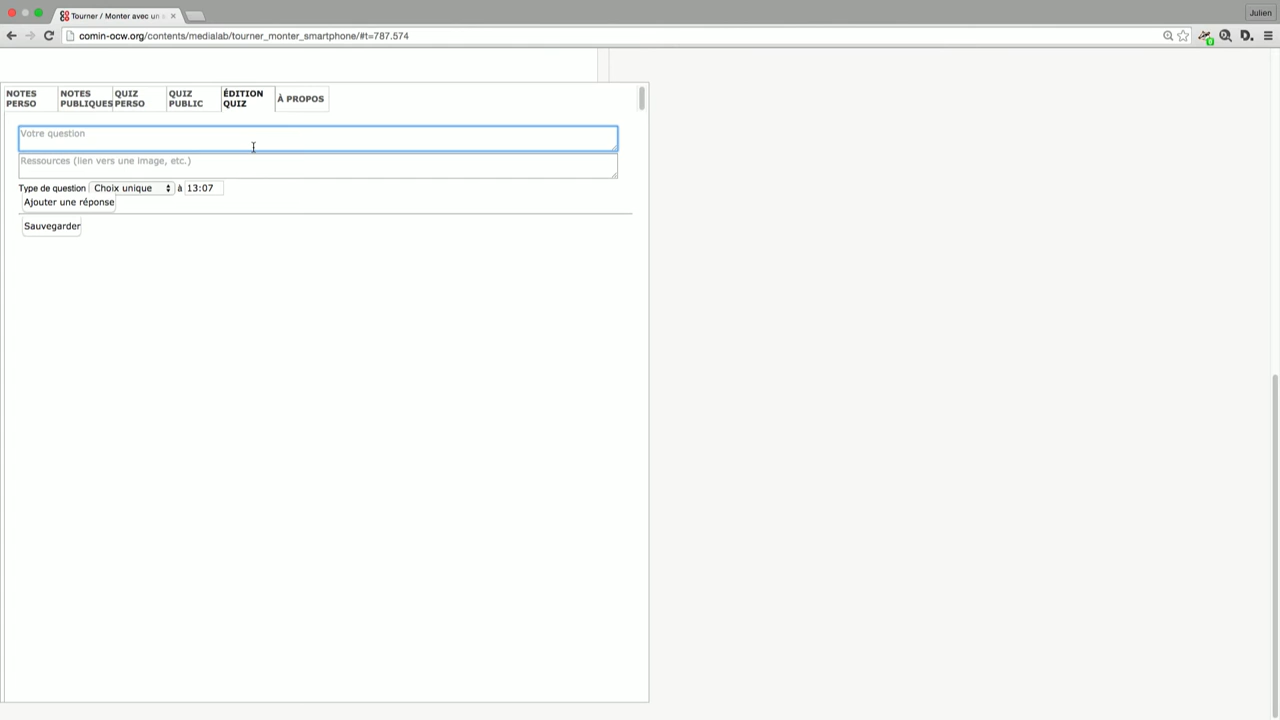 Tourner / Monter avec un
Julien
comin-ocw.org/contents/medialab/tourner_monter_smartphone/#t=787.574
NOTES PERSO
NOTES PUBLIQUES
QUIZ PERSO
QUIZ PUBLIC
ÉDITION QUIZ
À PROPOS
Votre question
Ressources (lien vers une image, etc.)
Type de question Choix unique à 13:07
Ajouter une réponse
Sauvegarder